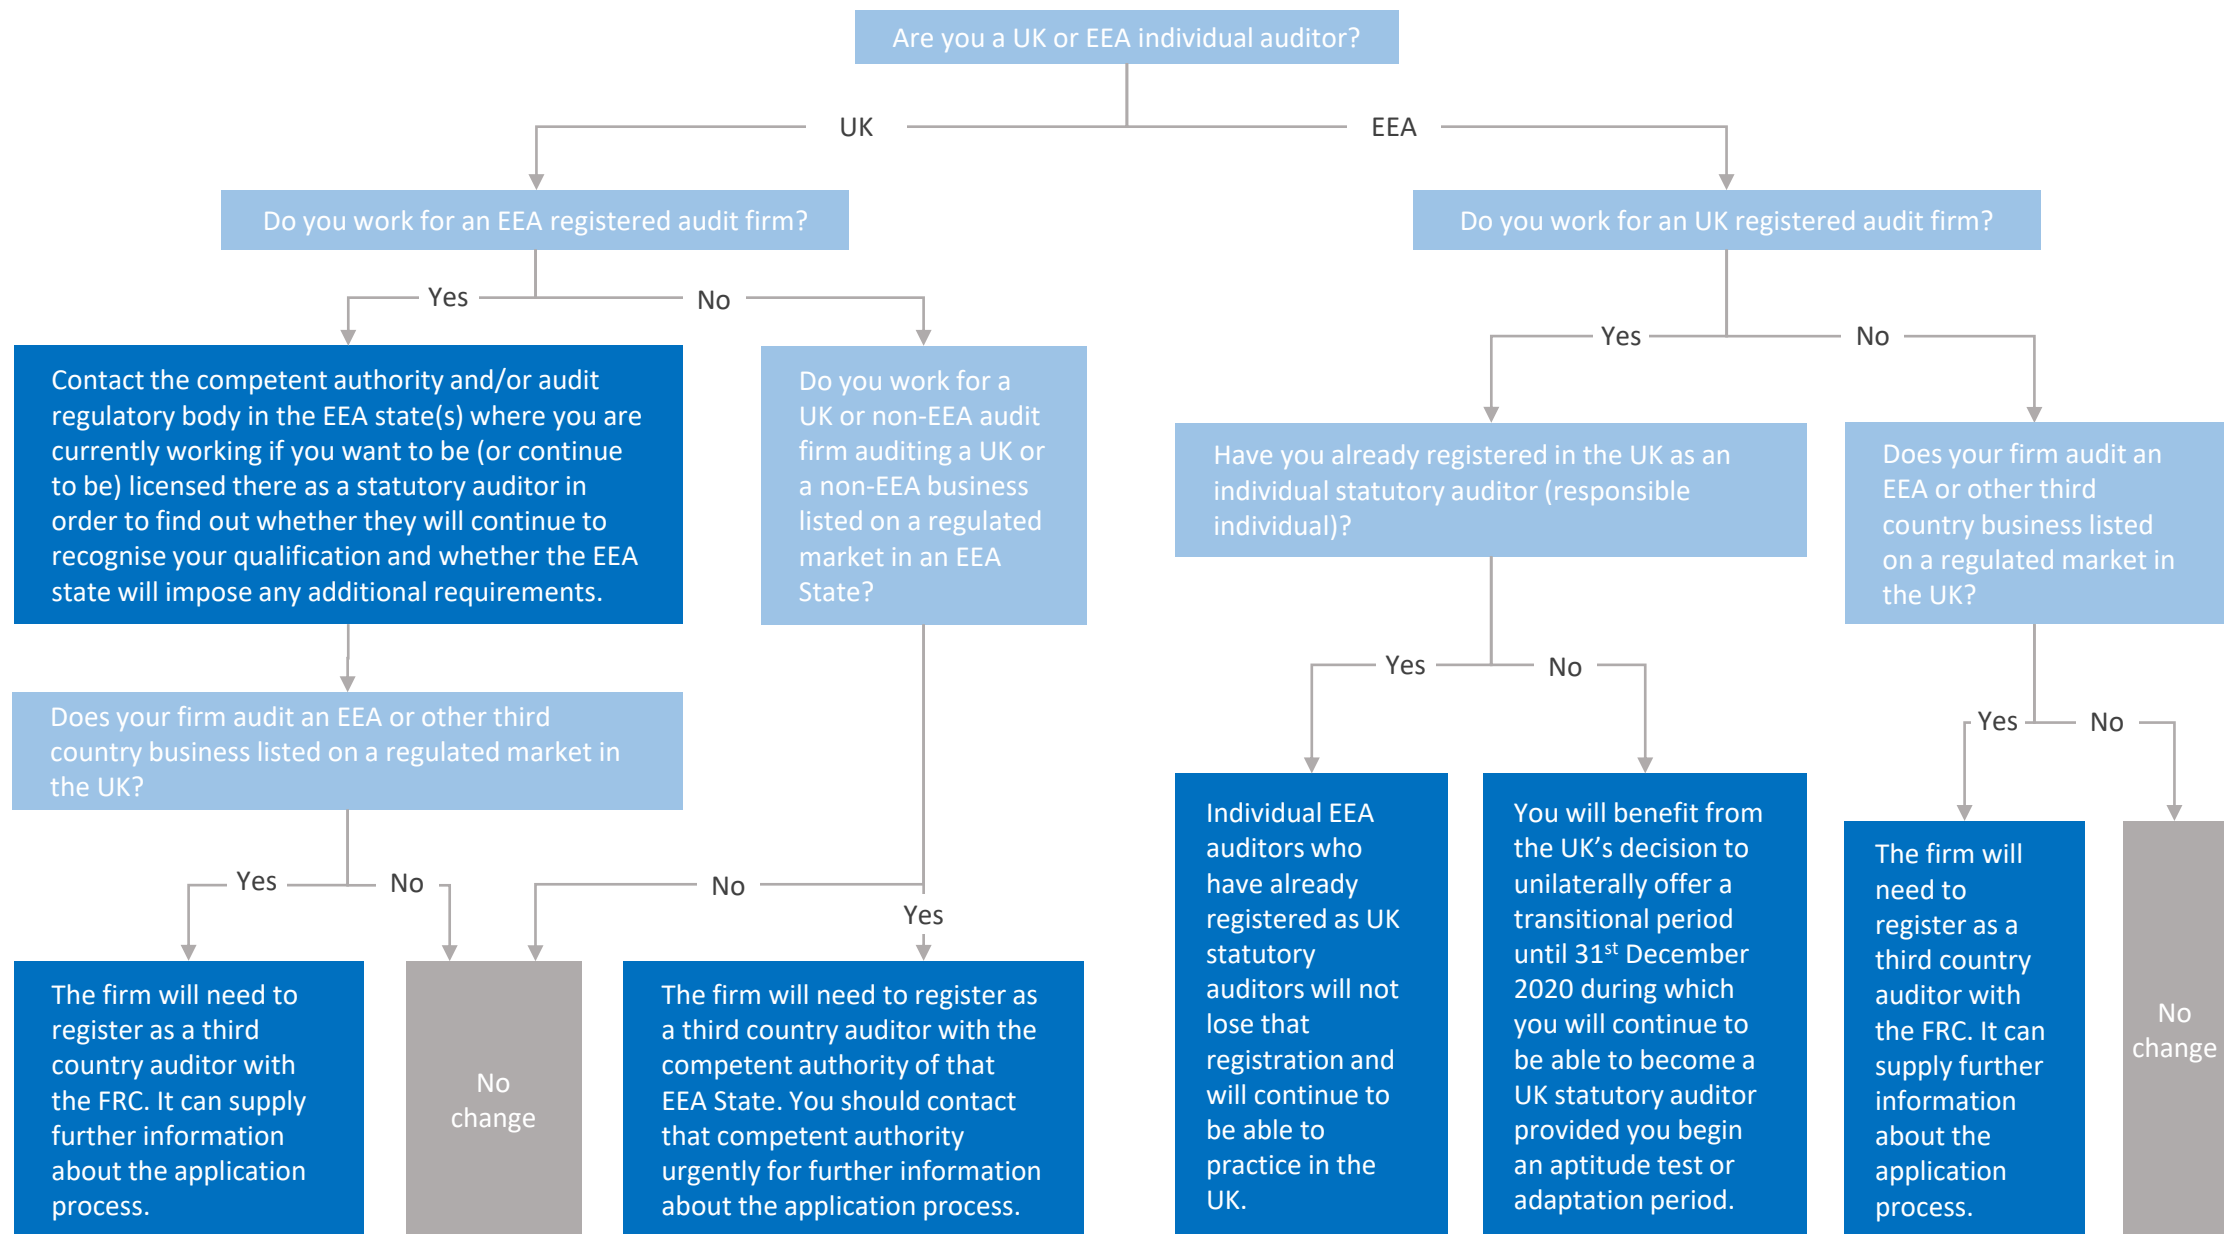 Are you a UK or EEA individual auditor?
UK
EEA
Do you work for an EEA registered audit firm?
Do you work for an UK registered audit firm?
Yes
No
Yes
No
Contact the competent authority and/or audit
regulatory body in the EEA state(s) where you are
currently working if you want to be (or continue
to be) licensed there as a statutory auditor in
order to find out whether they will continue to
recognise your qualification and whether the EEA
state will impose any additional requirements.
Do you work for a
UK or non-EEA audit
firm auditing a UK or
a non-EEA business
listed on a regulated
market in an EEA
State?
Have you already registered in the UK as an
individual statutory auditor (responsible
individual)?
Does your firm audit an
EEA or other third
country business listed
on a regulated market in
the UK?
Yes
No
Does your firm audit an EEA or other third
country business listed on a regulated market in
the UK?
Yes
No
Yes
No
No
Yes
Individual EEA
auditors who
have already
registered as UK
statutory
auditors will not
lose that
registration and
will continue to
be able to
practice in the
UK.
You will benefit from
the UK’s decision to
unilaterally offer a
transitional period
until 31st December
2020 during which
you will continue to
be able to become a
UK statutory auditor
provided you begin
an aptitude test or
adaptation period.
The firm will
need to
register as a
third country
auditor with
the FRC. It can
supply further
information
about the
application
process.
No
change
The firm will need to
register as a third
country auditor with
the FRC. It can supply
further information
about the application
process.
No
change
The firm will need to register as
a third country auditor with the
competent authority of that
EEA State. You should contact
that competent authority
urgently for further information
about the application process.